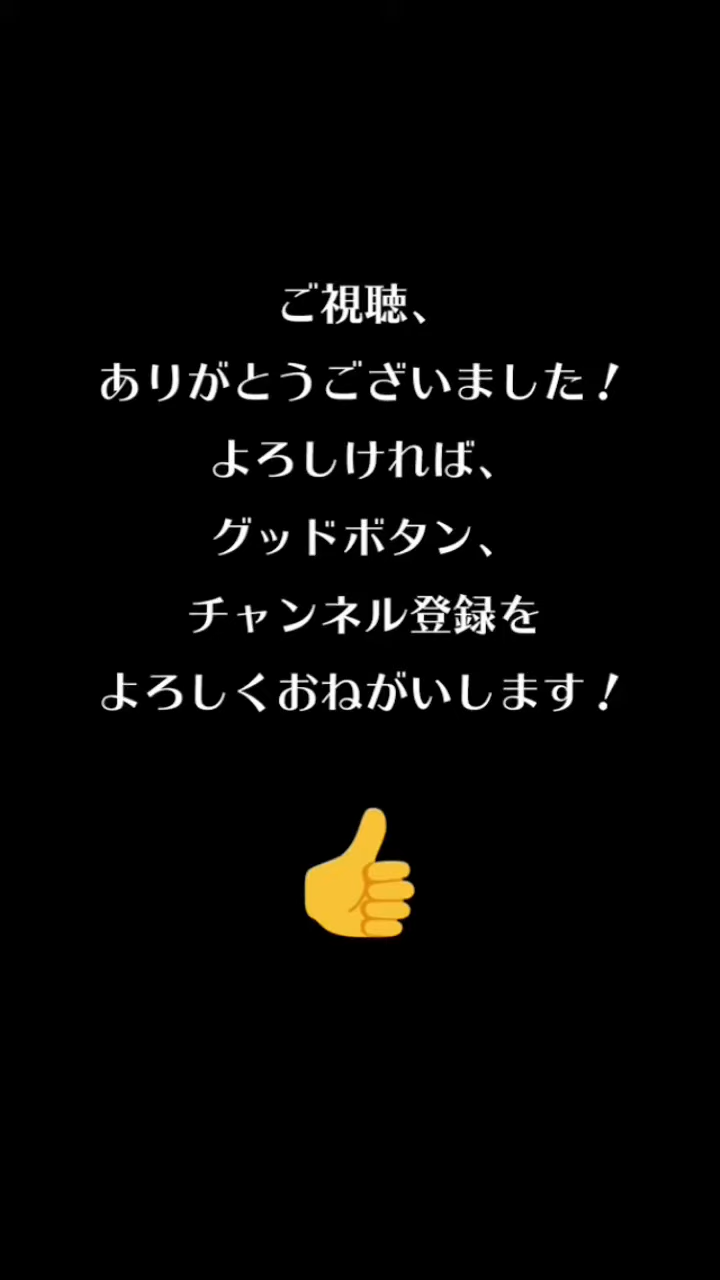 ご視聴、
ありがとうございました！
よろしければ、
グッドボタン、
チャンネル登録を
よろしくおねがいします！